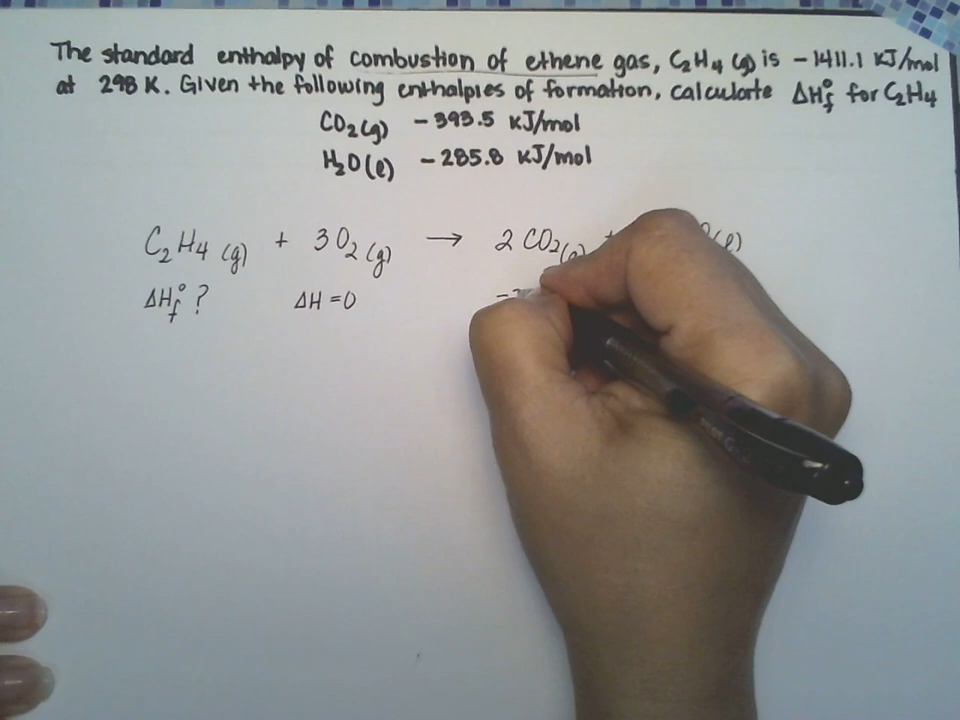 The standard enthalpy of combustion of ethene gas, C₂H₄ (g) is -1411.1 KJ/mol
at 298 K. Given the following enthalpies of formation, calculate ΔH°f for C₂H₄
CO₂(g) -393.5 KJ/mol
H₂O(l) -285.8 KJ/mol
C₂H₄ (g) + 3O₂ (g) → 2 CO₂
ΔH°f ? ΔH = 0